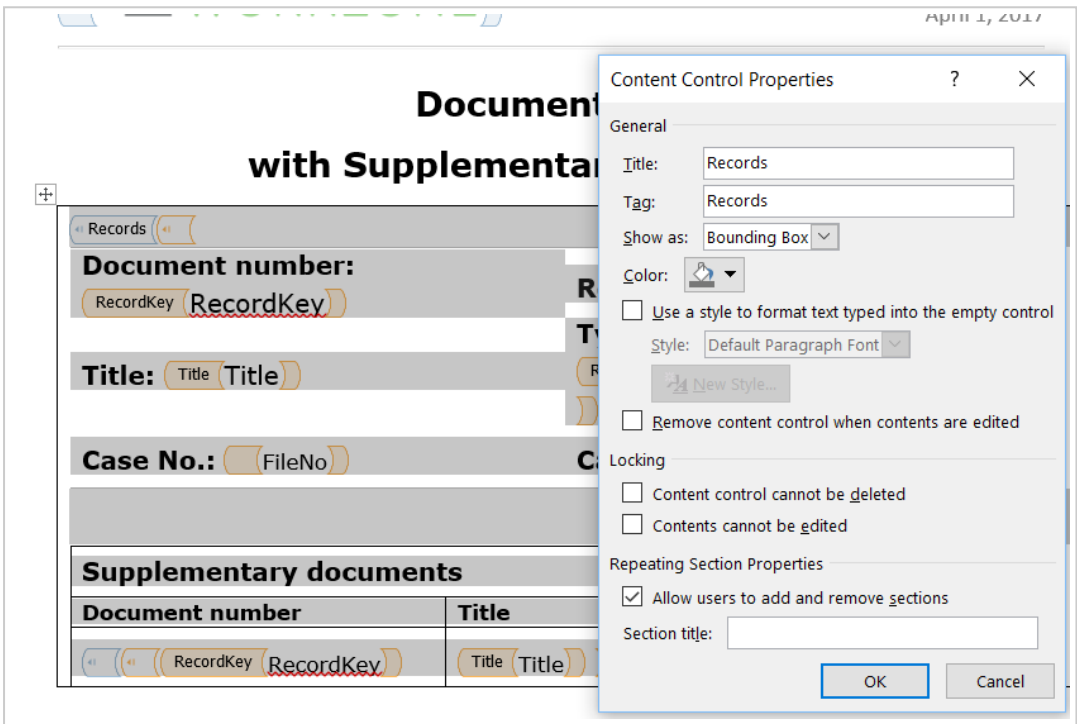 April 1, 2017
Document
with Supplementa
Records
Document number:
RecordKey RecordKey
R
Ty
Title: Title Title
R
Case No.: FileNo
Ca
Supplementary documents
Document number Title
RecordKey RecordKey Title Title
Content Control Properties ?
General
Title: Records
Tag: Records
Show as: Bounding Box
Color:
Use a style to format text typed into the empty control
Style: Default Paragraph Font
New Style...
Remove content control when contents are edited
Locking
Content control cannot be deleted
Contents cannot be edited
Repeating Section Properties
Allow users to add and remove sections
Section title:
OK Cancel